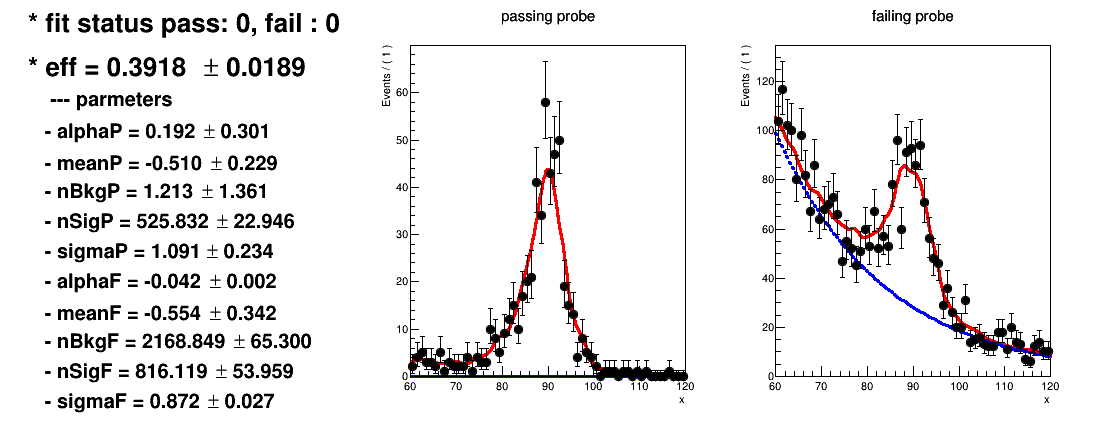 * fit status pass: 0, fail : 0
* eff = 0.3918 ± 0.0189
--- parmeters
- alphaP = 0.192 ± 0.301
- meanP = -0.510 ± 0.229
- nBkgP = 1.213 ± 1.361
- nSigP = 525.832 ± 22.946
- sigmaP = 1.091 ± 0.234
- alphaF = -0.042 ± 0.002
- meanF = -0.554 ± 0.342
- nBkgF = 2168.849 ± 65.300
- nSigF = 816.119 ± 53.959
- sigmaF = 0.872 ± 0.027
passing probe
Events / ( 1 )
60
50
40
30
20
10
0
60 70 80 90 100 110 120
x
failing probe
Events / ( 1 )
120
100
80
60
40
20
0
60 70 80 90 100 110 120
x